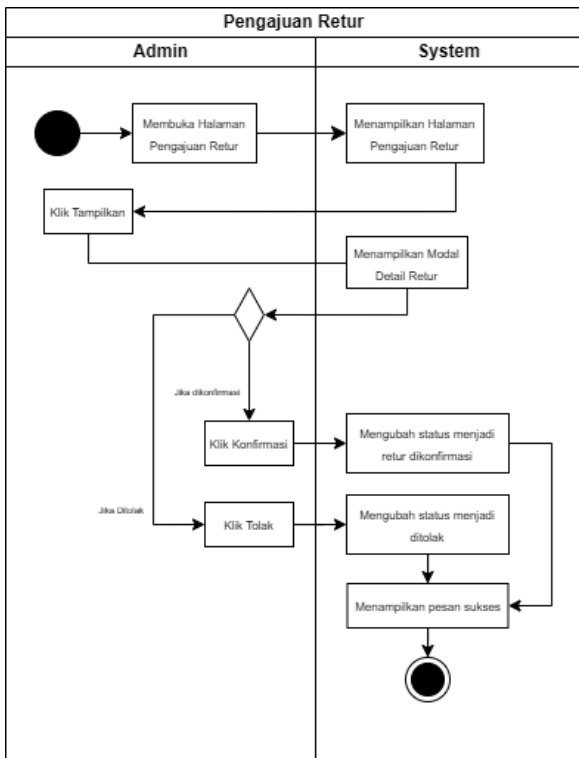 Pengajuan Retur
Admin
System
Membuka Halaman
Pengajuan Retur
Menampilkan Halaman
Pengajuan Retur
Klik Tampilkan
Menampilkan Modal
Detail Retur
Jika dikonfirmasi
Klik Konfirmasi
Mengubah status menjadi
retur dikonfirmasi
Jika Ditolak
Klik Tolak
Mengubah status menjadi
ditolak
Menampilkan pesan sukses